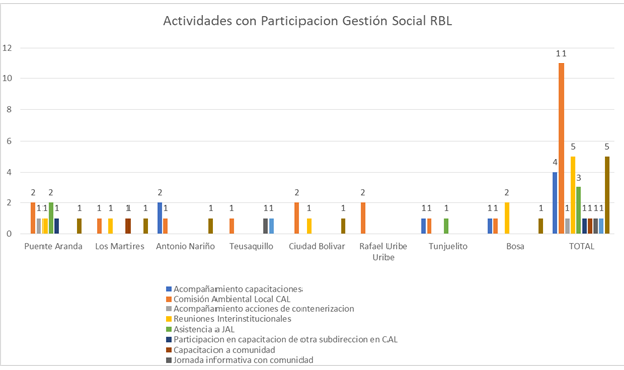 Actividades con Participacion Gestión Social RBL
12
10
8
6
4
2
0
2 1 1 2 1 1
1 1 1 1
2 1 1
1 1 1
2 1 1
2
1 1 1
1 1 2 1
4 11 1 5 3 1 1 1 1 5
Puente Aranda Los Martires Antonio Nariño Teusaquillo Ciudad Bolivar Rafael Uribe Tunjuelito Bosa TOTAL
Uribe
Acompañamiento capacitaciones
Comisión Ambiental Local CAL
Acompañamiento acciones de contenerizacion
Reuniones Interinstitucionales
Asistencia a JAL
Participacion en capacitacion de otra subdireccion en CAL
Capacitacion a comunidad
Jornada informativa con comunidad